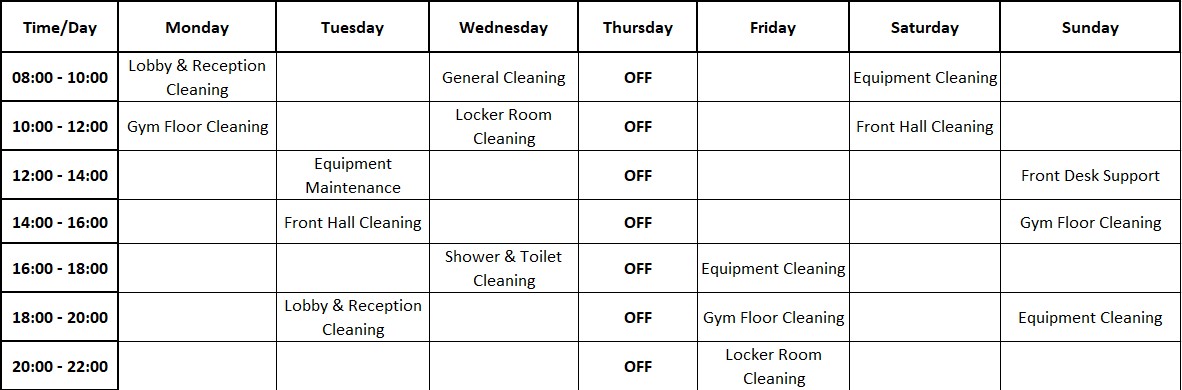 Time/Day Monday Tuesday Wednesday Thursday Friday Saturday Sunday
08:00 - 10:00 Lobby & Reception Cleaning General Cleaning OFF Equipment Cleaning
10:00 - 12:00 Gym Floor Cleaning Locker Room Cleaning OFF Front Hall Cleaning
12:00 - 14:00 Equipment Maintenance OFF Front Desk Support
14:00 - 16:00 Front Hall Cleaning OFF Gym Floor Cleaning
16:00 - 18:00 Shower & Toilet Cleaning OFF Equipment Cleaning
18:00 - 20:00 Lobby & Reception Cleaning OFF Gym Floor Cleaning Equipment Cleaning
20:00 - 22:00 OFF Locker Room Cleaning